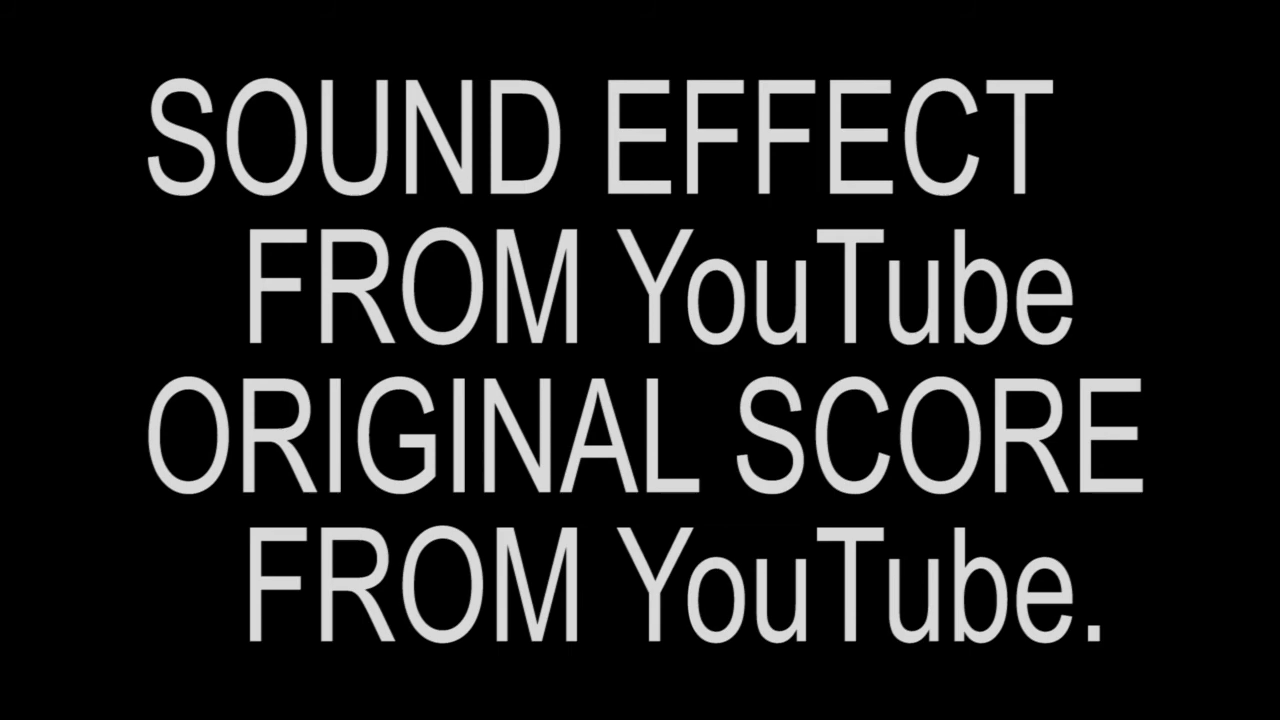 SOUND EFFECT
FROM YouTube
ORIGINAL SCORE
FROM YouTube.